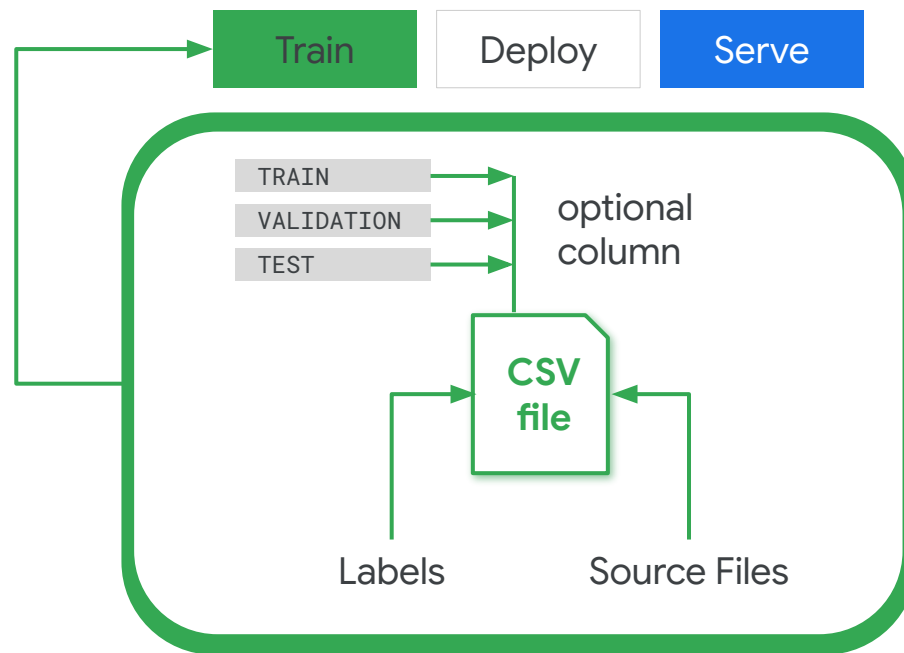 Train
Deploy
Serve
TRAIN
VALIDATION
TEST
optional
column
CSV
file
Labels
Source Files